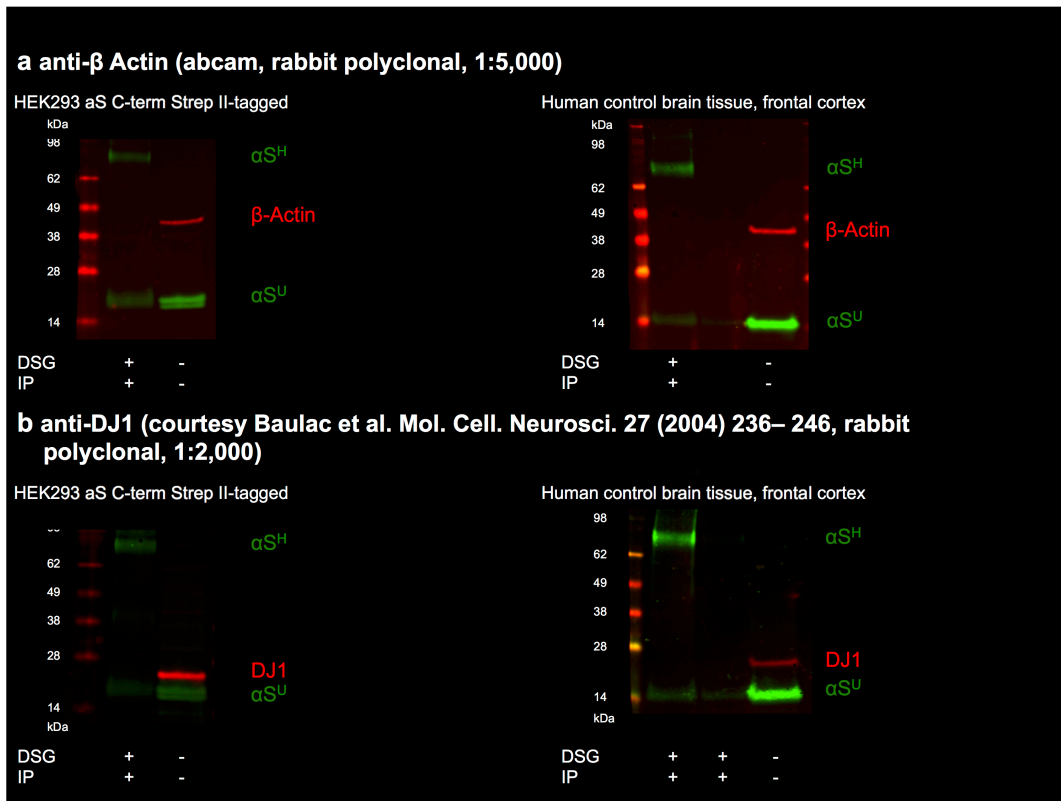 a anti-β Actin (abcam, rabbit polyclonal, 1:5,000)
HEK293 aS C-term Strep II-tagged
kDa
98
62
49
38
28
14
αSᴴ
β-Actin
αSᵁ
DSG + -
IP + -
Human control brain tissue, frontal cortex
kDa
98
62
49
38
28
14
αSᴴ
β-Actin
αSᵁ
DSG + -
IP + -
b anti-DJ1 (courtesy Baulac et al. Mol. Cell. Neurosci. 27 (2004) 236– 246, rabbit
polyclonal, 1:2,000)
HEK293 aS C-term Strep II-tagged
62
49
38
28
14
kDa
αSᴴ
DJ1
αSᵁ
DSG + -
IP + -
Human control brain tissue, frontal cortex
98
62
49
38
28
14
kDa
αSᴴ
DJ1
αSᵁ
DSG + + -
IP + + -